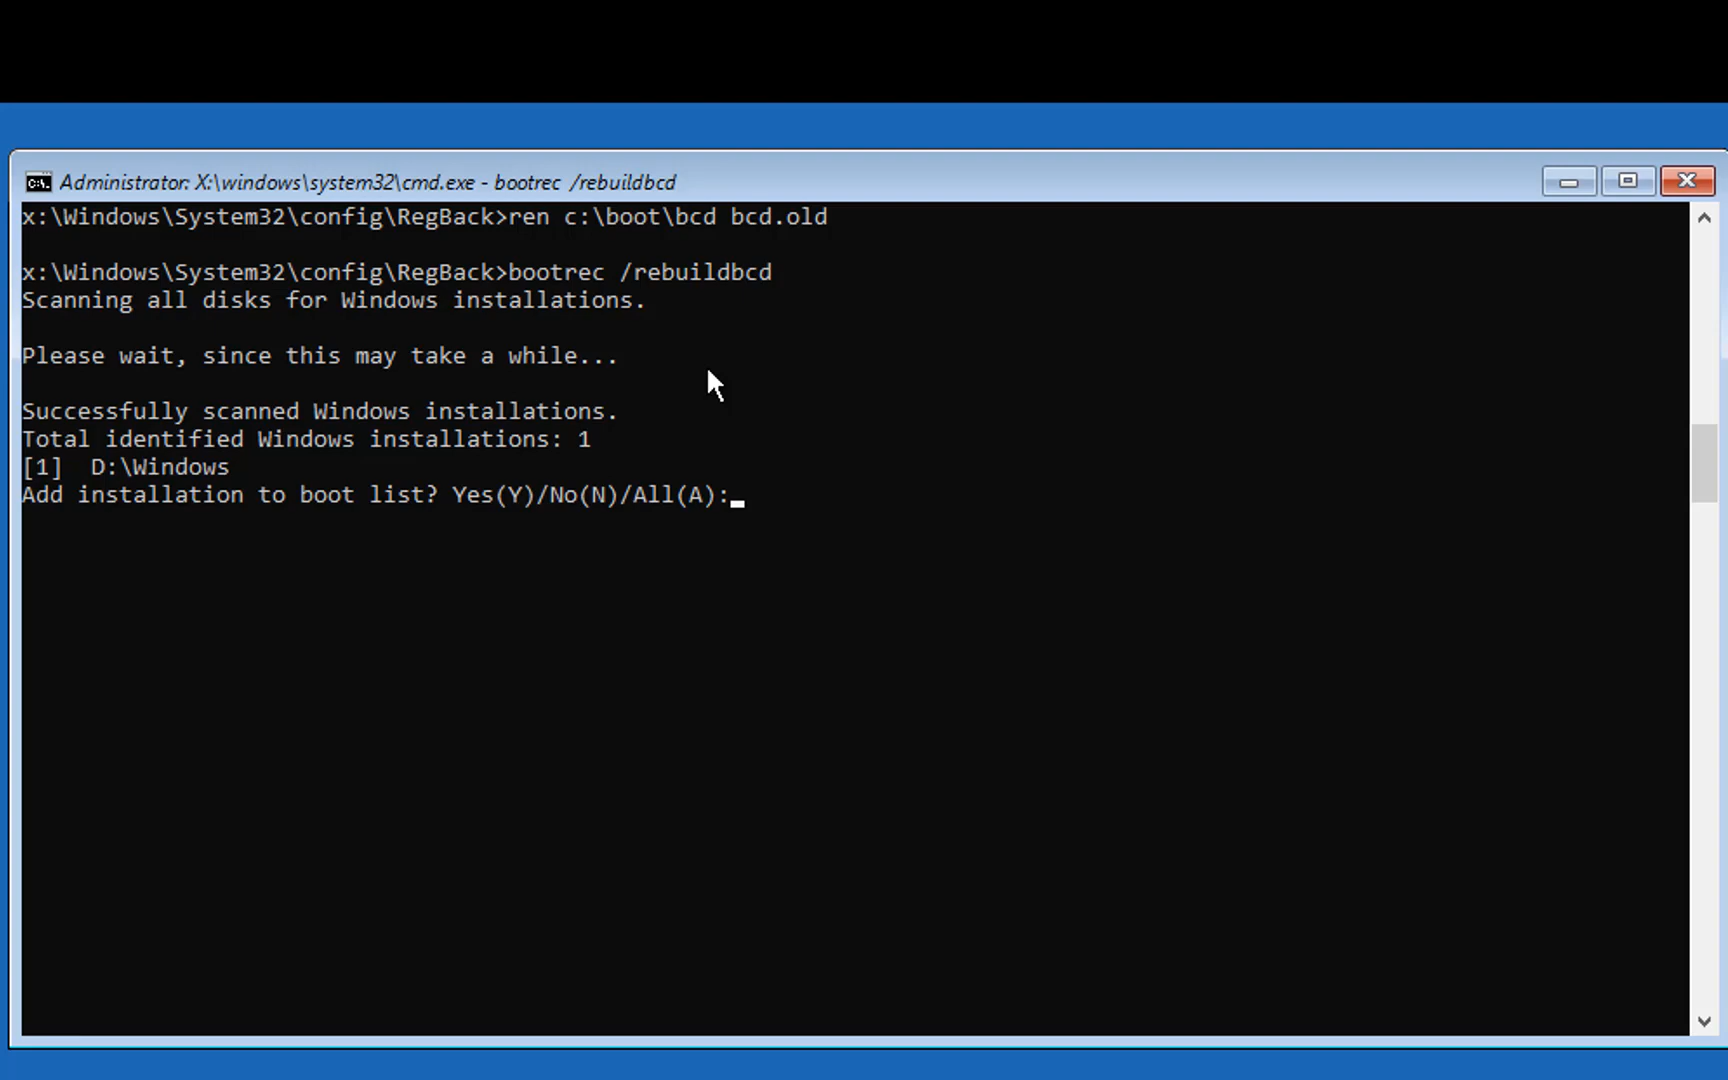 Administrator: X:\windows\system32\cmd.exe - bootrec /rebuildbcd
x:\Windows\System32\config\RegBack>ren c:\boot\bcd bcd.old
x:\Windows\System32\config\RegBack>bootrec /rebuildbcd
Scanning all disks for Windows installations.
Please wait, since this may take a while...
Successfully scanned Windows installations.
Total identified Windows installations: 1
[1]  D:\Windows
Add installation to boot list? Yes(Y)/No(N)/All(A):